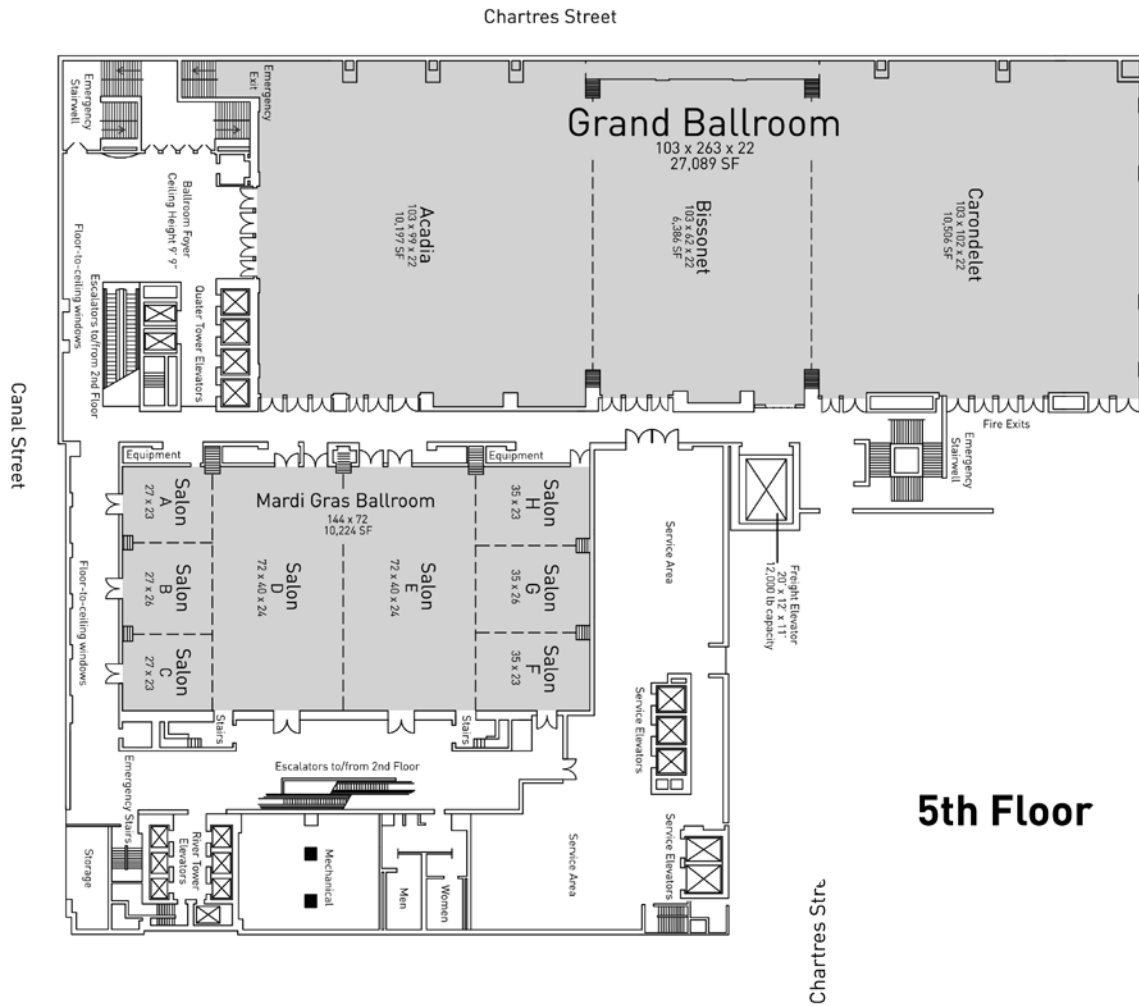 Chartres Street
Emergency
Stairwell
Emergency
Exit
Grand Ballroom
103 x 263 x 22
27,089 SF
Ballroom Foyer
Ceiling Height 9' 9"
Acadia
103 x 99 x 22
10,197 SF
Bissonet
103 x 62 x 22
6,386 SF
Carondelet
103 x 102 x 22
10,506 SF
Floor-to-ceiling windows
Escalators to/from 2nd Floor
Quater Tower Elevators
Canal Street
Fire Exits
Emergency
Stairwell
Equipment
Equipment
Salon
A
27 x 23
Mardi Gras Ballroom
144 x 72
10,224 SF
Salon
H
35 x 23
Service Area
Floor-to-ceiling windows
Salon
B
27 x 26
Salon
D
72 x 40 x 24
Salon
E
72 x 40 x 24
Salon
G
35 x 26
Freight Elevator
20' x 12' x 11'
12,000 lb capacity
Salon
C
27 x 23
Salon
F
35 x 23
Service Elevators
Stairs
Stairs
Escalators to/from 2nd Floor
Emergency Stairs
5th Floor
Storage
River Tower
Elevators
Mechanical
Men
Women
Service Area
Service Elevators
Chartres Stre